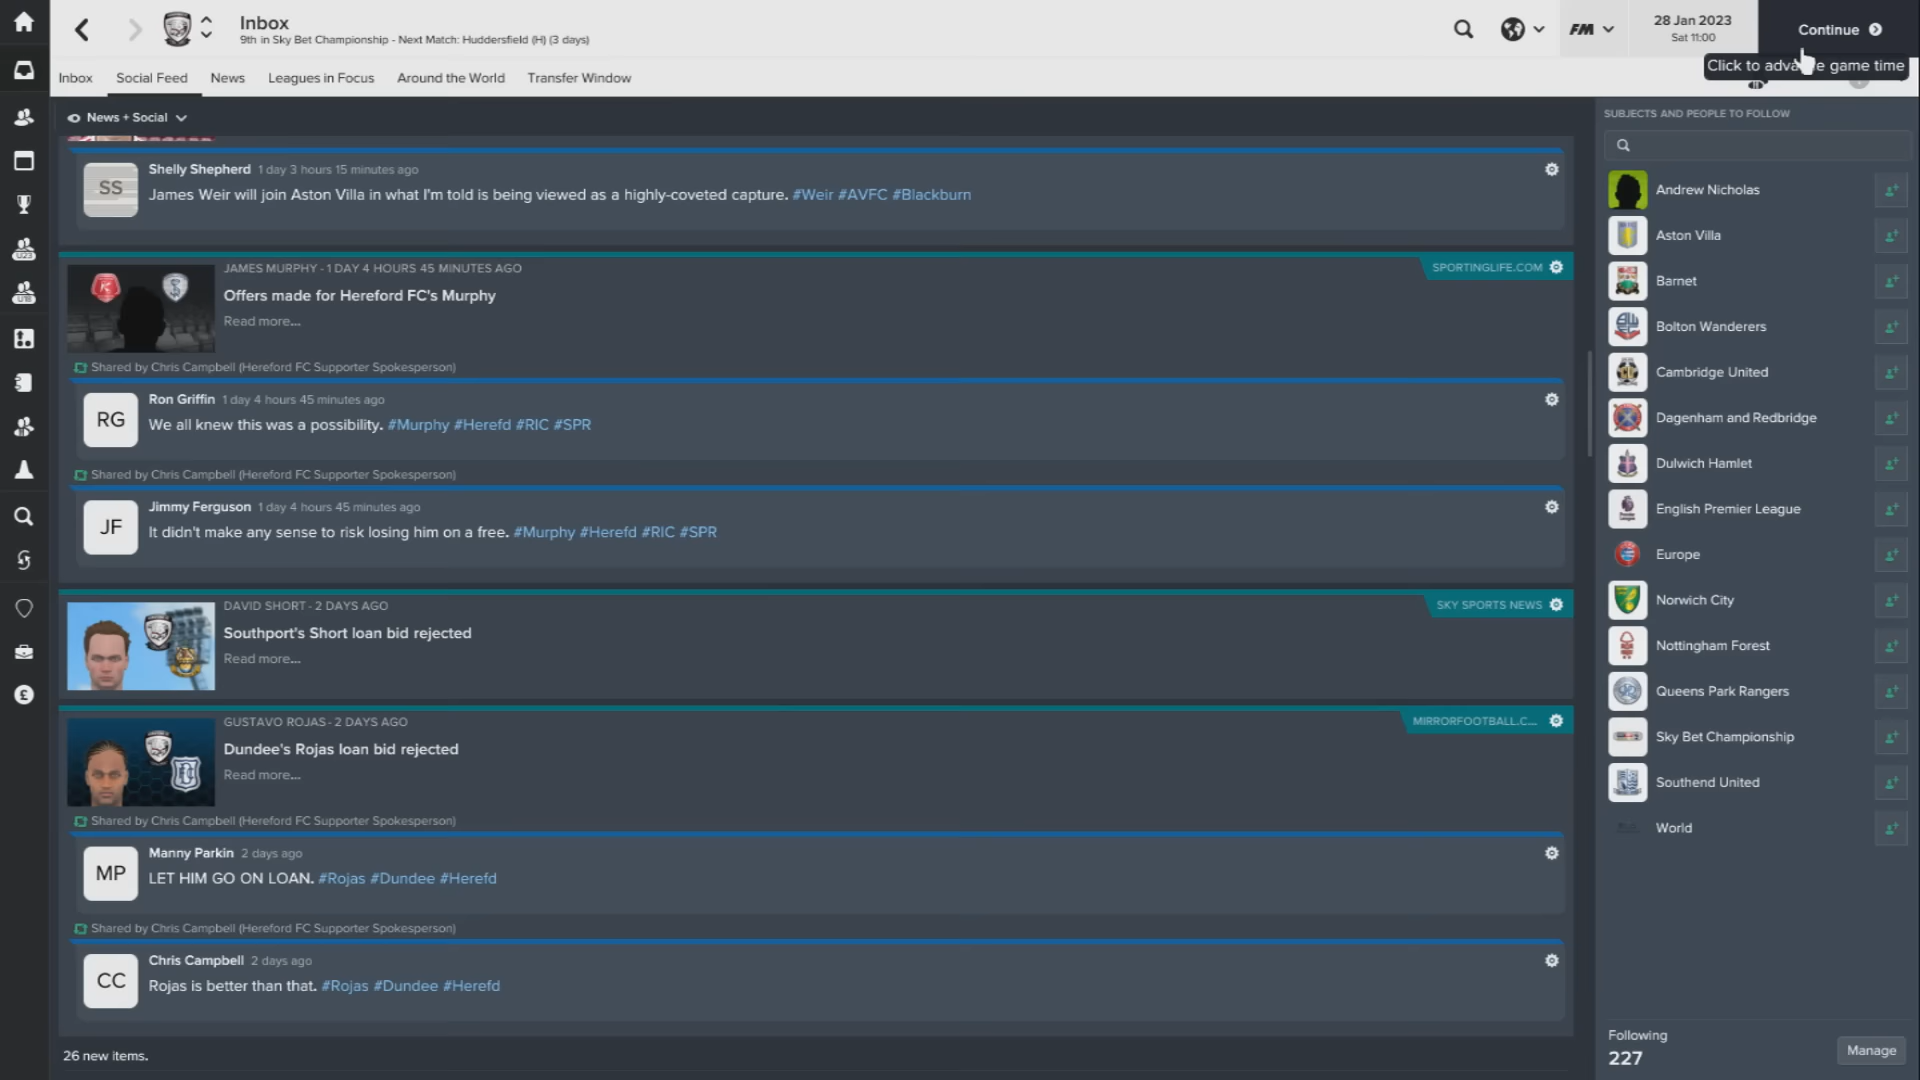 Inbox
9th in Sky Bet Championship - Next Match: Huddersfield (H) (3 days)
FM
28 Jan 2023
Sat 11:00
Continue
Click to advance game time
Inbox Social Feed News Leagues in Focus Around the World Transfer Window
News + Social
SS
Shelly Shepherd 1 day 3 hours 15 minutes ago
James Weir will join Aston Villa in what I'm told is being viewed as a highly-coveted capture. #Weir #AVFC #Blackburn
JAMES MURPHY - 1 DAY 4 HOURS 45 MINUTES AGO
SPORTINGLIFE.COM
Offers made for Hereford FC's Murphy
Read more...
Shared by Chris Campbell (Hereford FC Supporter Spokesperson)
RG
Ron Griffin 1 day 4 hours 45 minutes ago
We all knew this was a possibility. #Murphy #Herefd #RIC #SPR
Shared by Chris Campbell (Hereford FC Supporter Spokesperson)
JF
Jimmy Ferguson 1 day 4 hours 45 minutes ago
It didn't make any sense to risk losing him on a free. #Murphy #Herefd #RIC #SPR
DAVID SHORT - 2 DAYS AGO
SKY SPORTS NEWS
Southport's Short loan bid rejected
Read more...
GUSTAVO ROJAS - 2 DAYS AGO
MIRRORFOOTBALL.C...
Dundee's Rojas loan bid rejected
Read more...
Shared by Chris Campbell (Hereford FC Supporter Spokesperson)
MP
Manny Parkin 2 days ago
LET HIM GO ON LOAN. #Rojas #Dundee #Herefd
Shared by Chris Campbell (Hereford FC Supporter Spokesperson)
CC
Chris Campbell 2 days ago
Rojas is better than that. #Rojas #Dundee #Herefd
26 new items.
SUBJECTS AND PEOPLE TO FOLLOW
Andrew Nicholas
Aston Villa
Barnet
Bolton Wanderers
Cambridge United
Dagenham and Redbridge
Dulwich Hamlet
English Premier League
Europe
Norwich City
Nottingham Forest
Queens Park Rangers
Sky Bet Championship
Southend United
World
Following
227
Manage
U23
U18